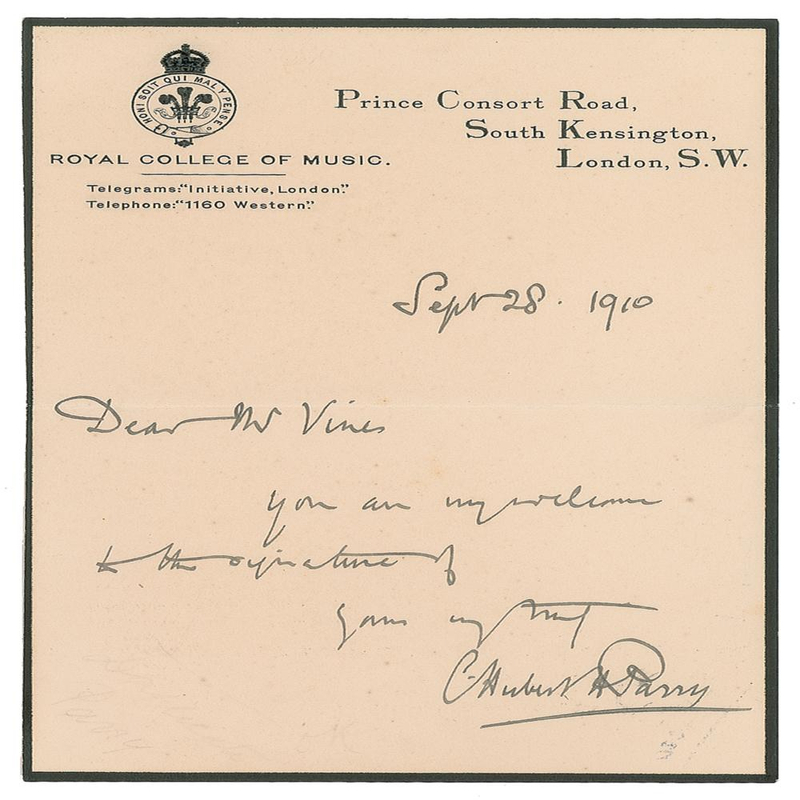 HONI SOIT QUI MAL Y PENSE
ROYAL COLLEGE OF MUSIC.
Telegrams: "Initiative, London."
Telephone: "1160 Western."
Prince Consort Road,
South Kensington,
London, S.W.
Sept 28. 1910
Dear Mr Vines
you are very welcome
to the signature of
yours very truly
C. Hubert H Parry